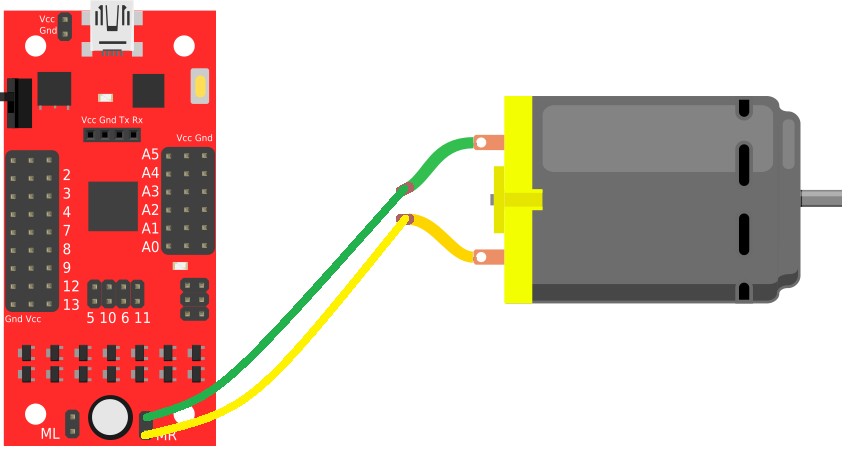 Vcc
Gnd
Vcc Gnd Tx Rx
Vcc Gnd
A5
A4
A3
A2
A1
A0
2
3
4
7
8
9
12
13
Gnd Vcc
5 10 6 11
ML
MR